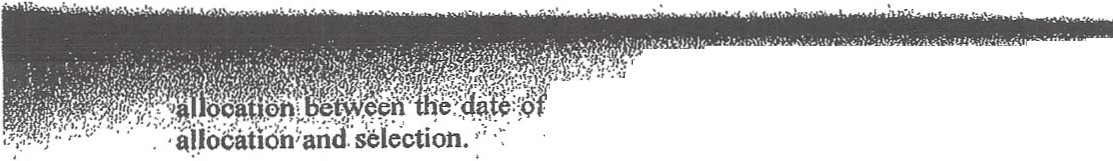 allocation between the date of
allocation and selection.